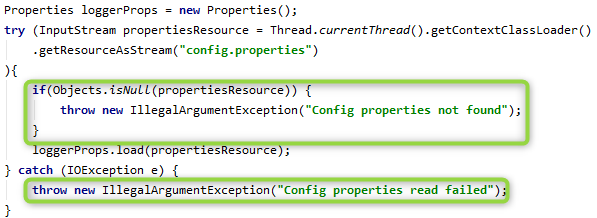 Properties loggerProps = new Properties();
try (InputStream propertiesResource = Thread.currentThread().getContextClassLoader()
.getResourceAsStream("config.properties")
){
if(Objects.isNull(propertiesResource)) {
throw new IllegalArgumentException("Config properties not found");
}
loggerProps.load(propertiesResource);
} catch (IOException e) {
throw new IllegalArgumentException("Config properties read failed");
}